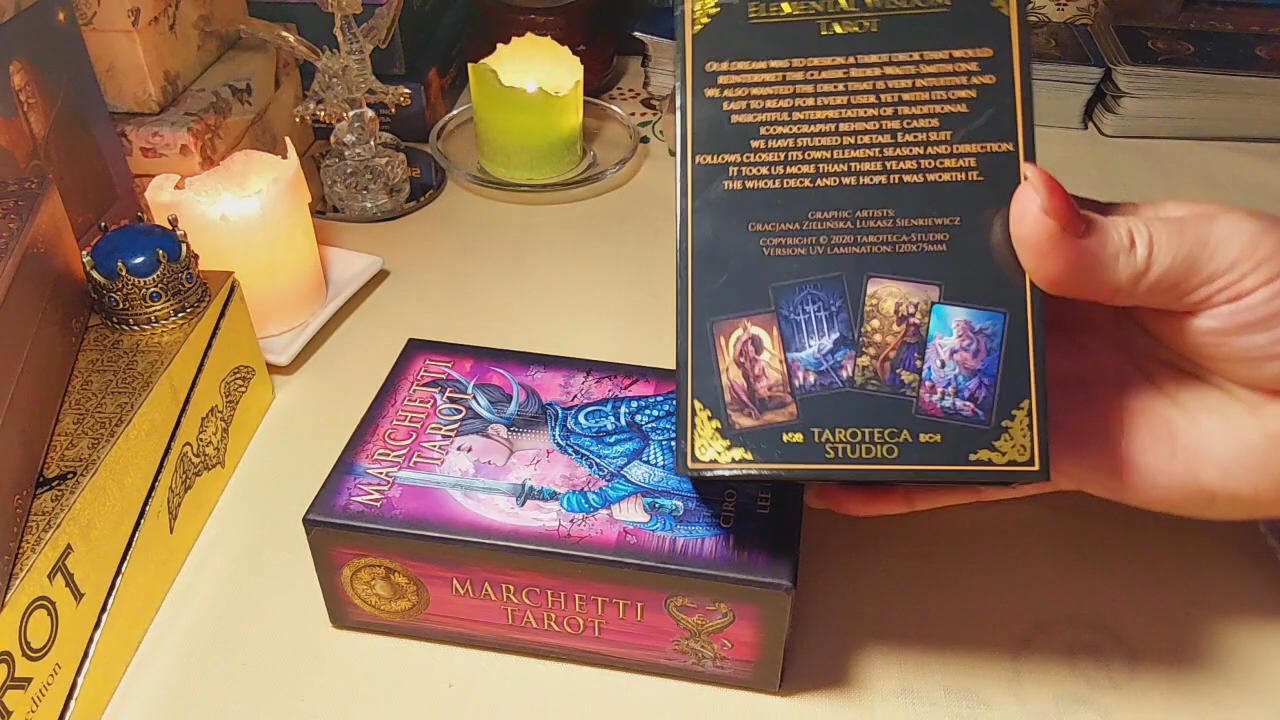 ELEMENTAL WISDOM
TAROT
OUR DREAM WAS TO DESIGN A TAROT DECK THAT WOULD
REINTERPRET THE CLASSIC RIDER-WAITE-SMITH ONE.
WE ALSO WANTED THE DECK THAT IS VERY INTUITIVE AND
EASY TO READ FOR EVERY USER, YET WITH ITS OWN
INSIGHTFUL INTERPRETATION OF TRADITIONAL
ICONOGRAPHY BEHIND THE CARDS
WE HAVE STUDIED IN DETAIL. EACH SUIT
FOLLOWS CLOSELY ITS OWN ELEMENT, SEASON AND DIRECTION.
IT TOOK US MORE THAN THREE YEARS TO CREATE
THE WHOLE DECK, AND WE HOPE IT WAS WORTH IT...
GRAPHIC ARTISTS:
GRACJANA ZIELIŃSKA, LUKASZ SIENKIEWICZ
COPYRIGHT © 2020 TAROTECA-STUDIO
VERSION: UV LAMINATION: 120X75MM
TAROTECA
STUDIO
MARCHETTI
TAROT
CIRO
LEE
MARCHETTI
TAROT
ROT
edition